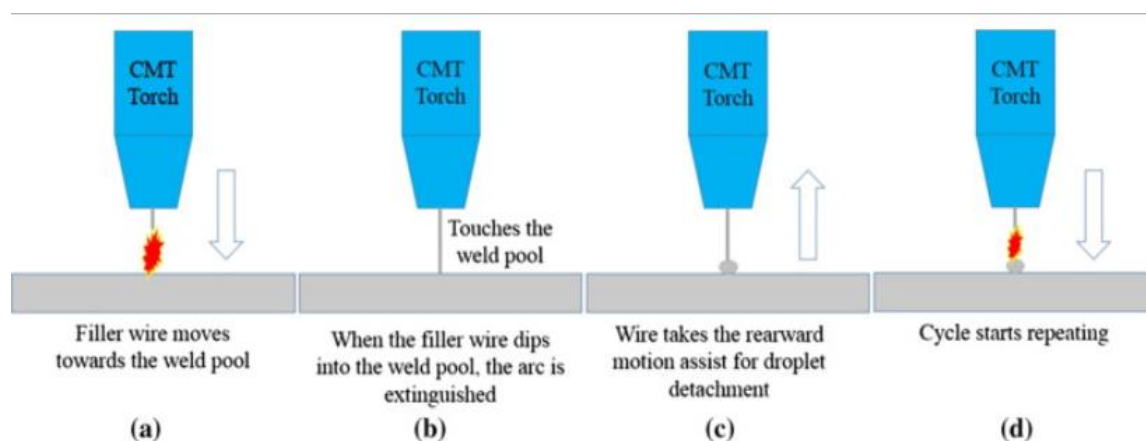 CMT
Torch
CMT
Torch
CMT
Torch
CMT
Torch
Touches the
weld pool
Filler wire moves
towards the weld pool
When the filler wire dips
into the weld pool, the arc is
extinguished
Wire takes the rearward
motion assist for droplet
detachment
Cycle starts repeating
(a)
(b)
(c)
(d)